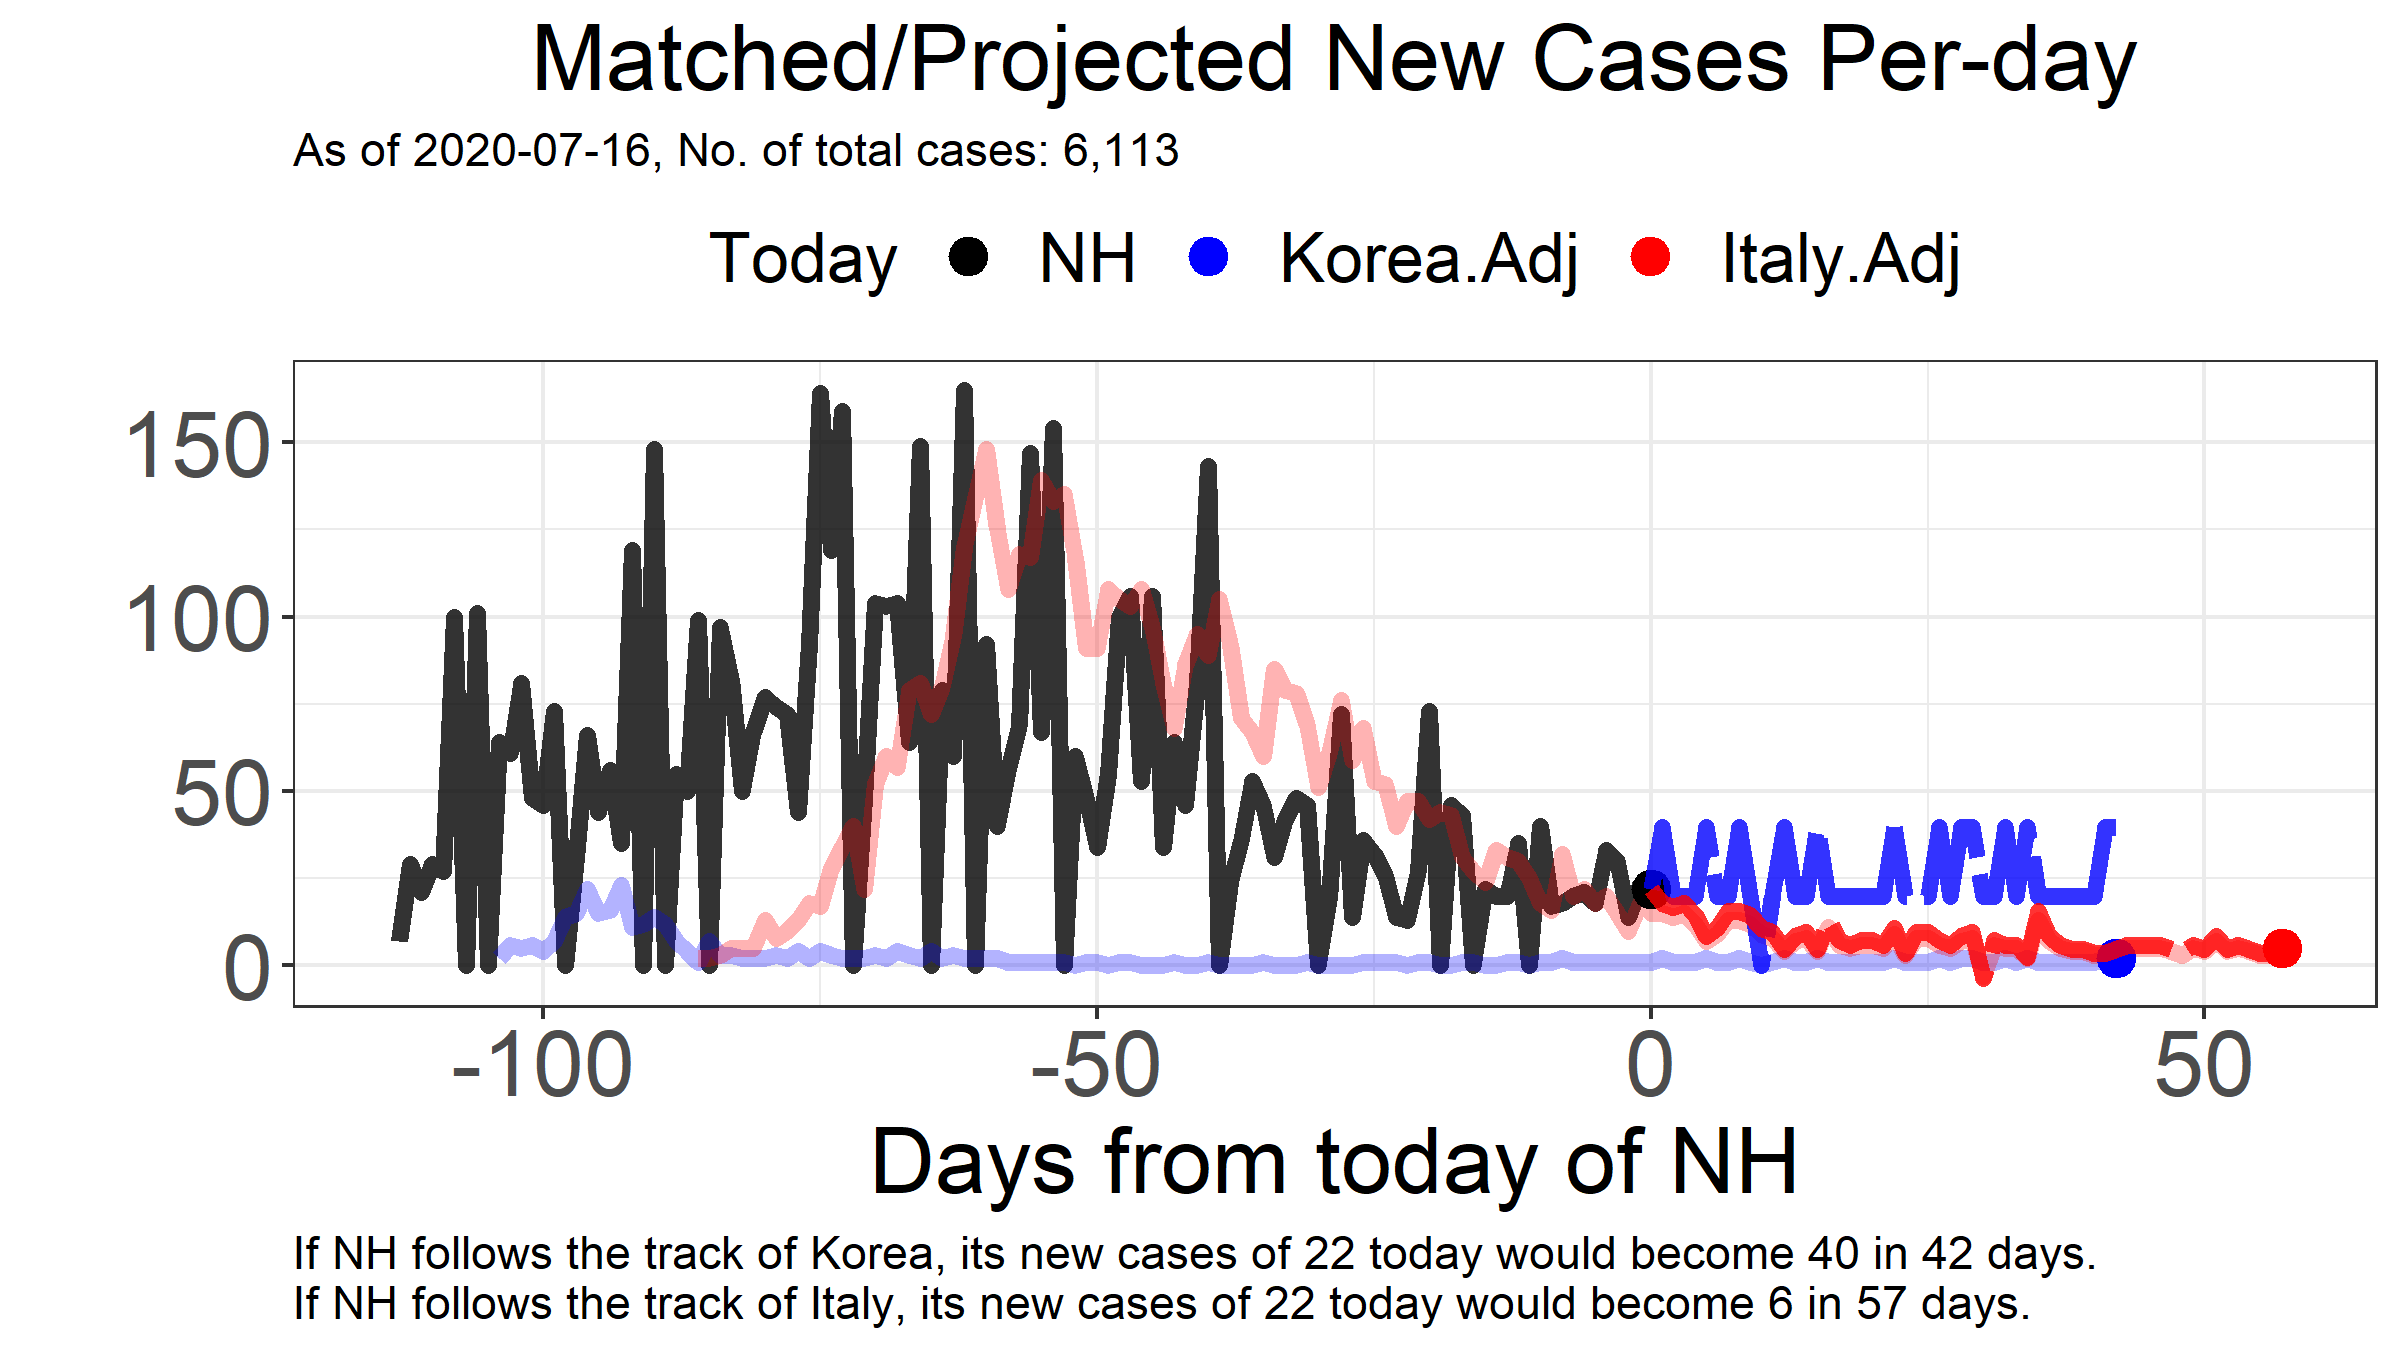 Matched/Projected New Cases Per-day
As of 2020-07-16, No. of total cases: 6,113
Today NH Korea.Adj Italy.Adj
150
100
50
0
-100 -50 0 50
Days from today of NH
If NH follows the track of Korea, its new cases of 22 today would become 40 in 42 days.
If NH follows the track of Italy, its new cases of 22 today would become 6 in 57 days.